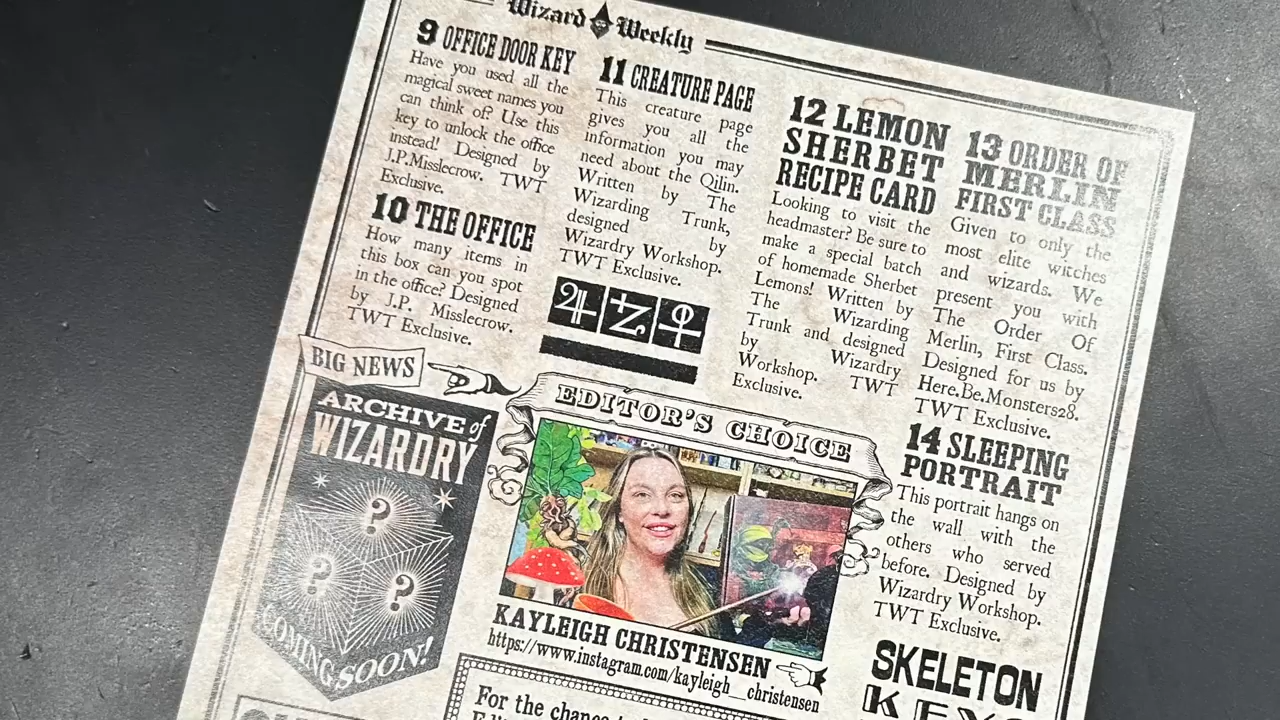 Wizard Weekly
9 OFFICE DOOR KEY
Have you used all the
magical sweet names you
can think of? Use this
key to unlock the office
instead! Designed by
J.P.Misslecrow. TWT
Exclusive.
10 THE OFFICE
How many items in
this box can you spot
in the office? Designed
by J.P. Misslecrow.
TWT Exclusive.
11 CREATURE PAGE
This creature page
gives you all the
information you may
need about the Qilin.
Written by The
Wizarding Trunk,
designed by
Wizardry Workshop.
TWT Exclusive.
12 LEMON
SHERBET
RECIPE CARD
Looking to visit the
headmaster? Be sure to
make a special batch
of homemade Sherbet
Lemons! Written by
The Wizarding
Trunk and designed
by Wizardry
Workshop. TWT
Exclusive.
13 ORDER OF
MERLIN
FIRST CLASS
Given to only the
most elite witches
and wizards. We
present you with
The Order Of
Merlin, First Class.
Designed for us by
Here.Be.Monsters28.
TWT Exclusive.
14 SLEEPING
PORTRAIT
This portrait hangs on
the wall with the
others who served
before. Designed by
Wizardry Workshop.
TWT Exclusive.
BIG NEWS
ARCHIVE of
WIZARDRY
? ? ?
COMING SOON!
EDITOR'S CHOICE
KAYLEIGH CHRISTENSEN
https://www.instagram.com/kayleigh__christensen
For the chance
SKELETON
KEYS